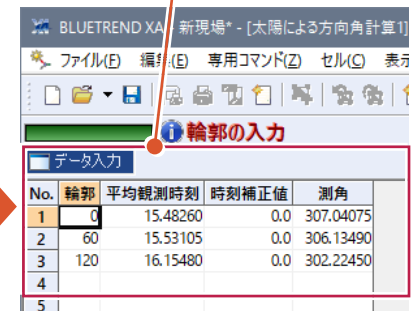 BLUETREND XA - 新現場* - [太陽による方向角計算1]
ファイル(F) 編集(E) 専用コマンド(Z) セル(C) 表示
輪郭の入力
データ入力
No. 輪郭 平均観測時刻 時刻補正値 測角
1 0 15.48260 0.0 307.04075
2 60 15.53105 0.0 306.13490
3 120 16.15480 0.0 302.22450
4
5